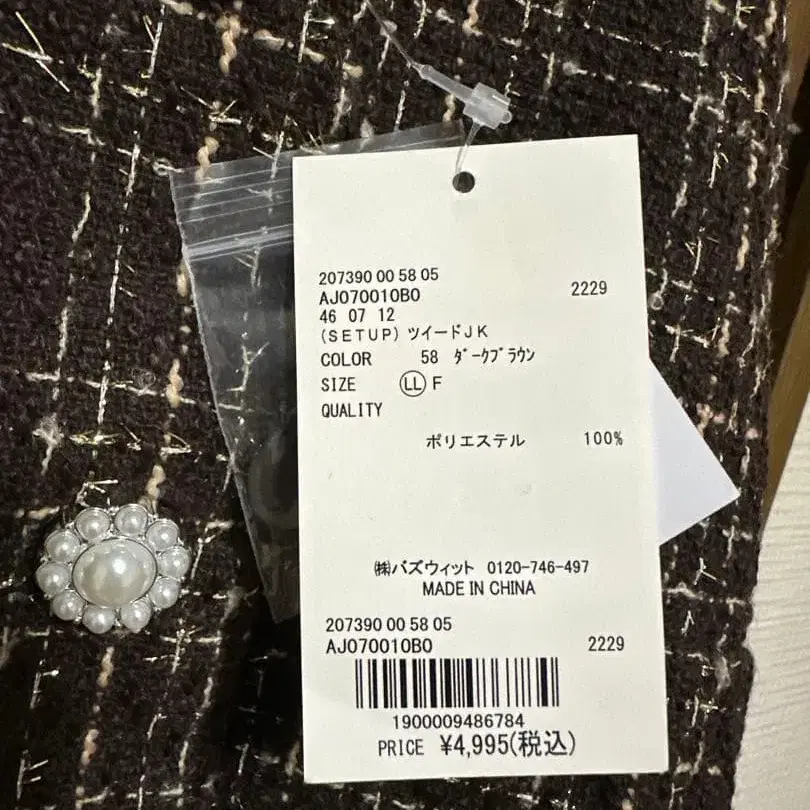 207390 00 58 05
AJ070010B0 2229
46 07 12
(SETUP) ツイードJK
COLOR 58 ダークブラウン
SIZE LL F
QUALITY
ポリエステル 100%
㈱バズウィット 0120-746-497
MADE IN CHINA
207390 00 58 05
AJ070010B0 2229
1900009486784
PRICE ¥4,995(税込)